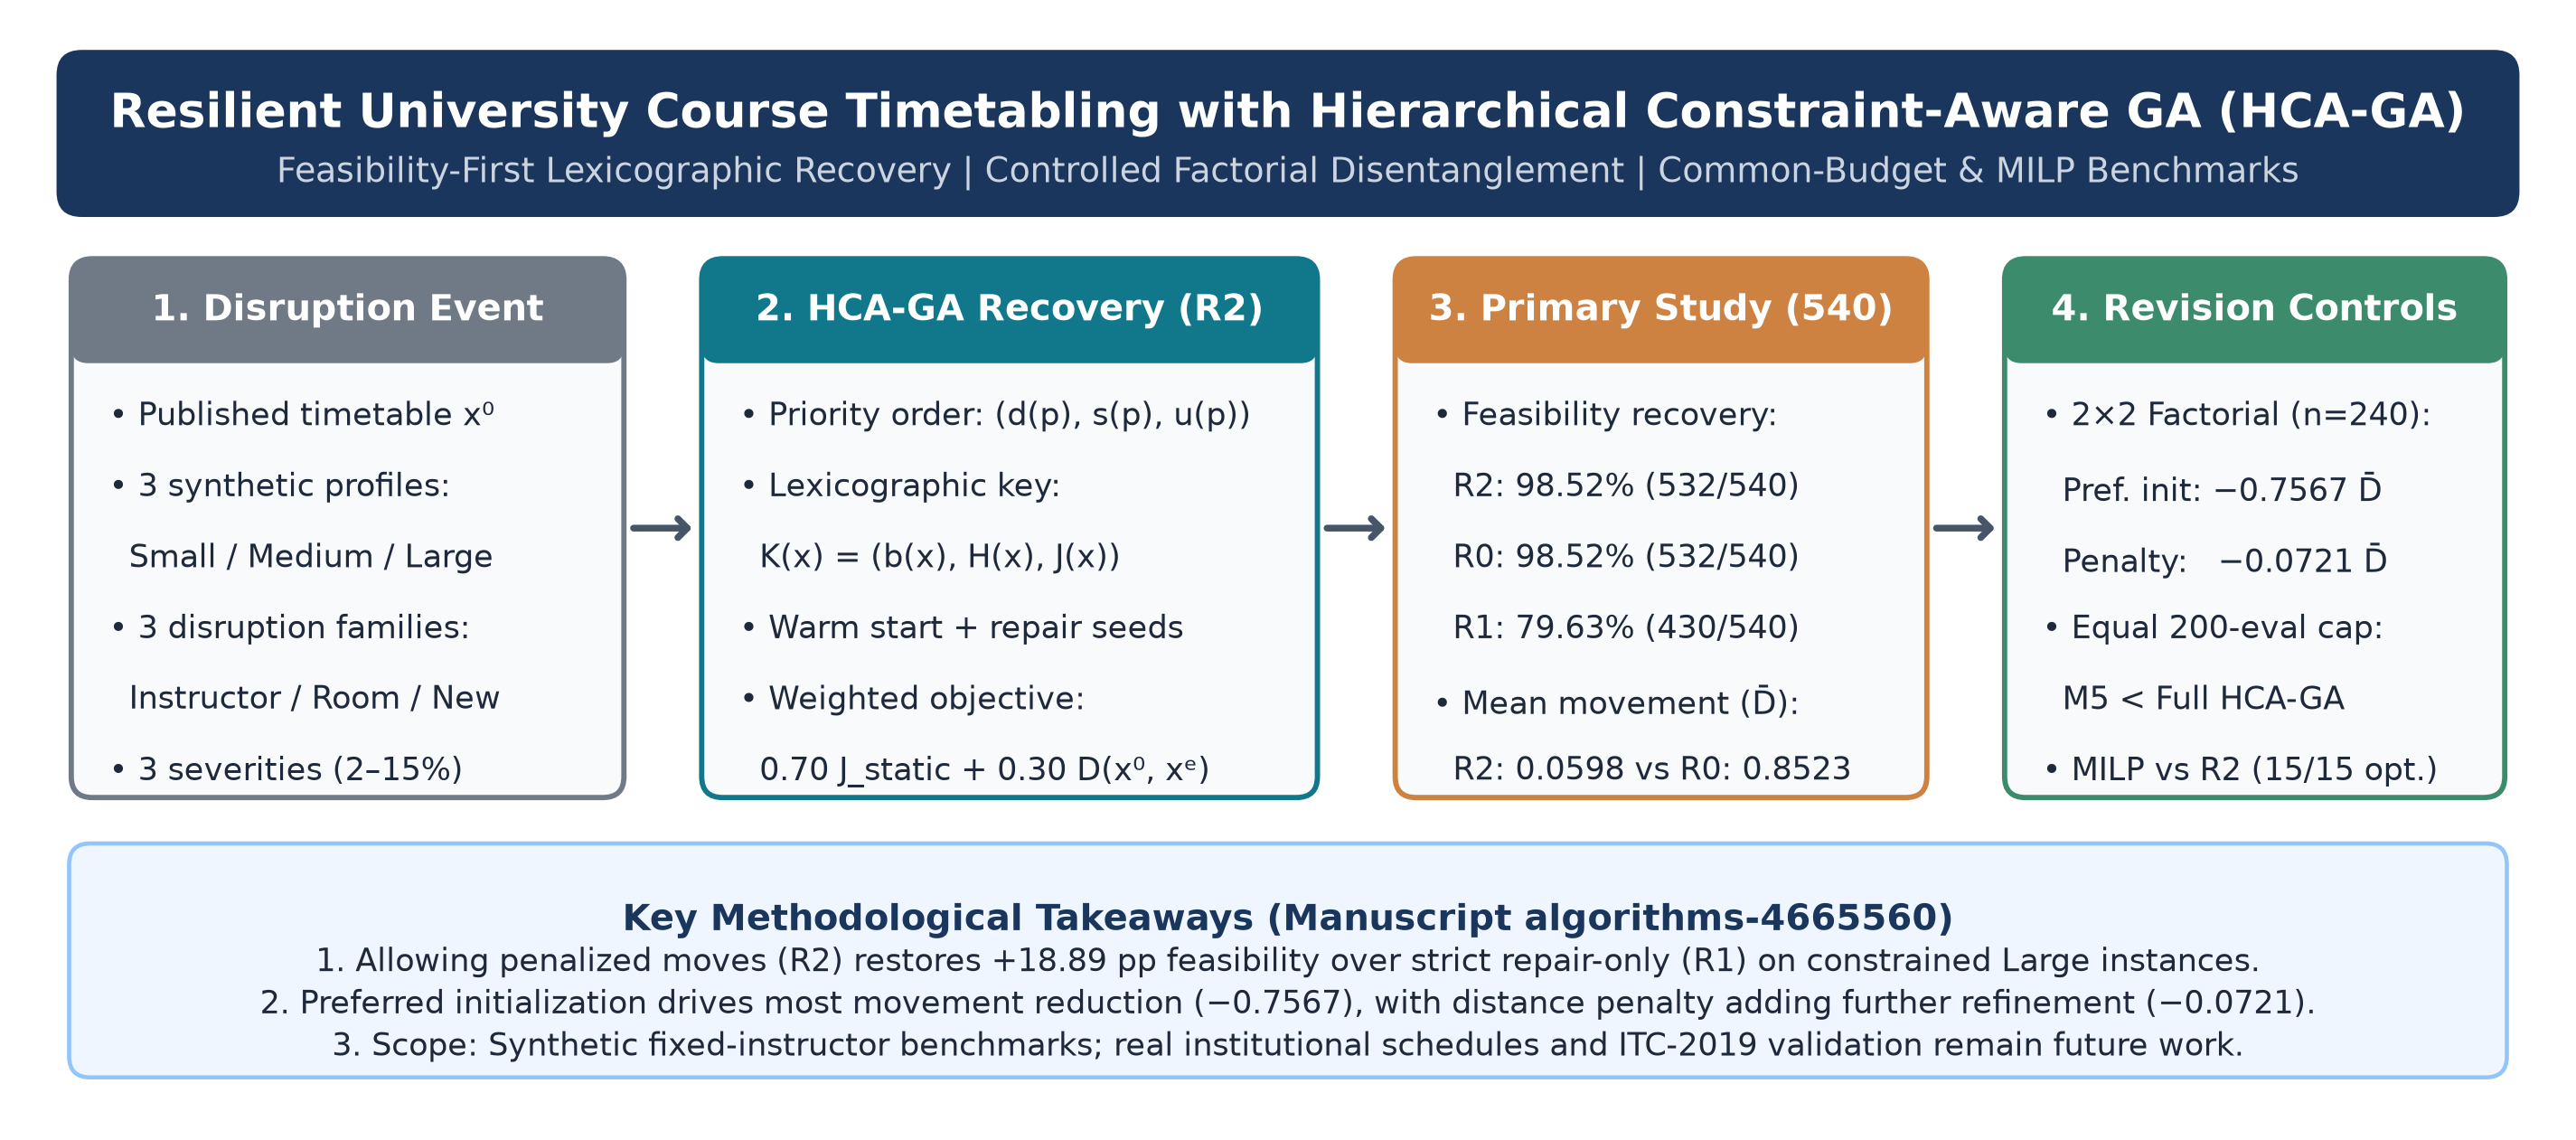 Resilient University Course Timetabling with Hierarchical Constraint-Aware GA (HCA-GA)
Feasibility-First Lexicographic Recovery | Controlled Factorial Disentanglement | Common-Budget & MILP Benchmarks
1. Disruption Event
• Published timetable x⁰
• 3 synthetic profiles:
Small / Medium / Large
• 3 disruption families:
Instructor / Room / New
• 3 severities (2–15%)
2. HCA-GA Recovery (R2)
• Priority order: (d(p), s(p), u(p))
• Lexicographic key:
K(x) = (b(x), H(x), J(x))
• Warm start + repair seeds
• Weighted objective:
0.70 J_static + 0.30 D(x⁰, xᵉ)
3. Primary Study (540)
• Feasibility recovery:
R2: 98.52% (532/540)
R0: 98.52% (532/540)
R1: 79.63% (430/540)
• Mean movement (D̄):
R2: 0.0598 vs R0: 0.8523
4. Revision Controls
• 2×2 Factorial (n=240):
Pref. init: −0.7567 D̄
Penalty: −0.0721 D̄
• Equal 200-eval cap:
M5 < Full HCA-GA
• MILP vs R2 (15/15 opt.)
Key Methodological Takeaways (Manuscript algorithms-4665560)
1. Allowing penalized moves (R2) restores +18.89 pp feasibility over strict repair-only (R1) on constrained Large instances.
2. Preferred initialization drives most movement reduction (−0.7567), with distance penalty adding further refinement (−0.0721).
3. Scope: Synthetic fixed-instructor benchmarks; real institutional schedules and ITC-2019 validation remain future work.